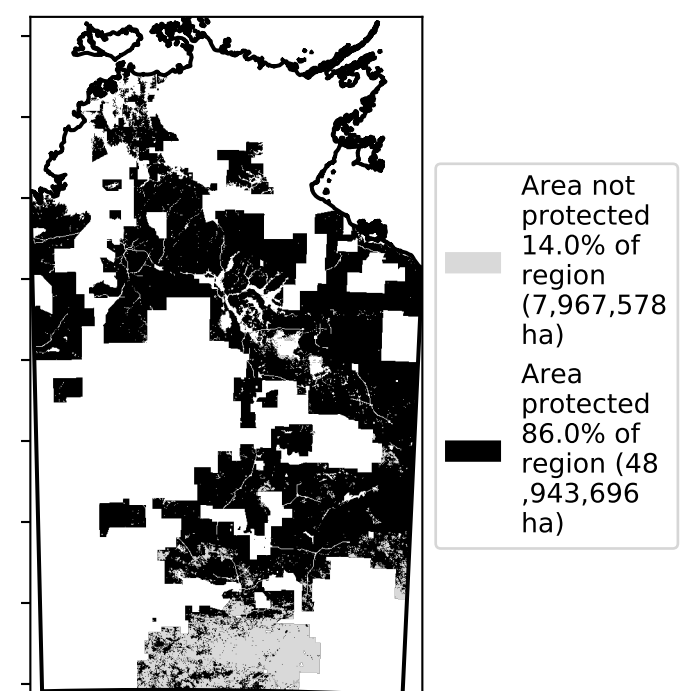 Area not
protected
14.0% of
region
(7,967,578
ha)
Area
protected
86.0% of
region (48
,943,696
ha)